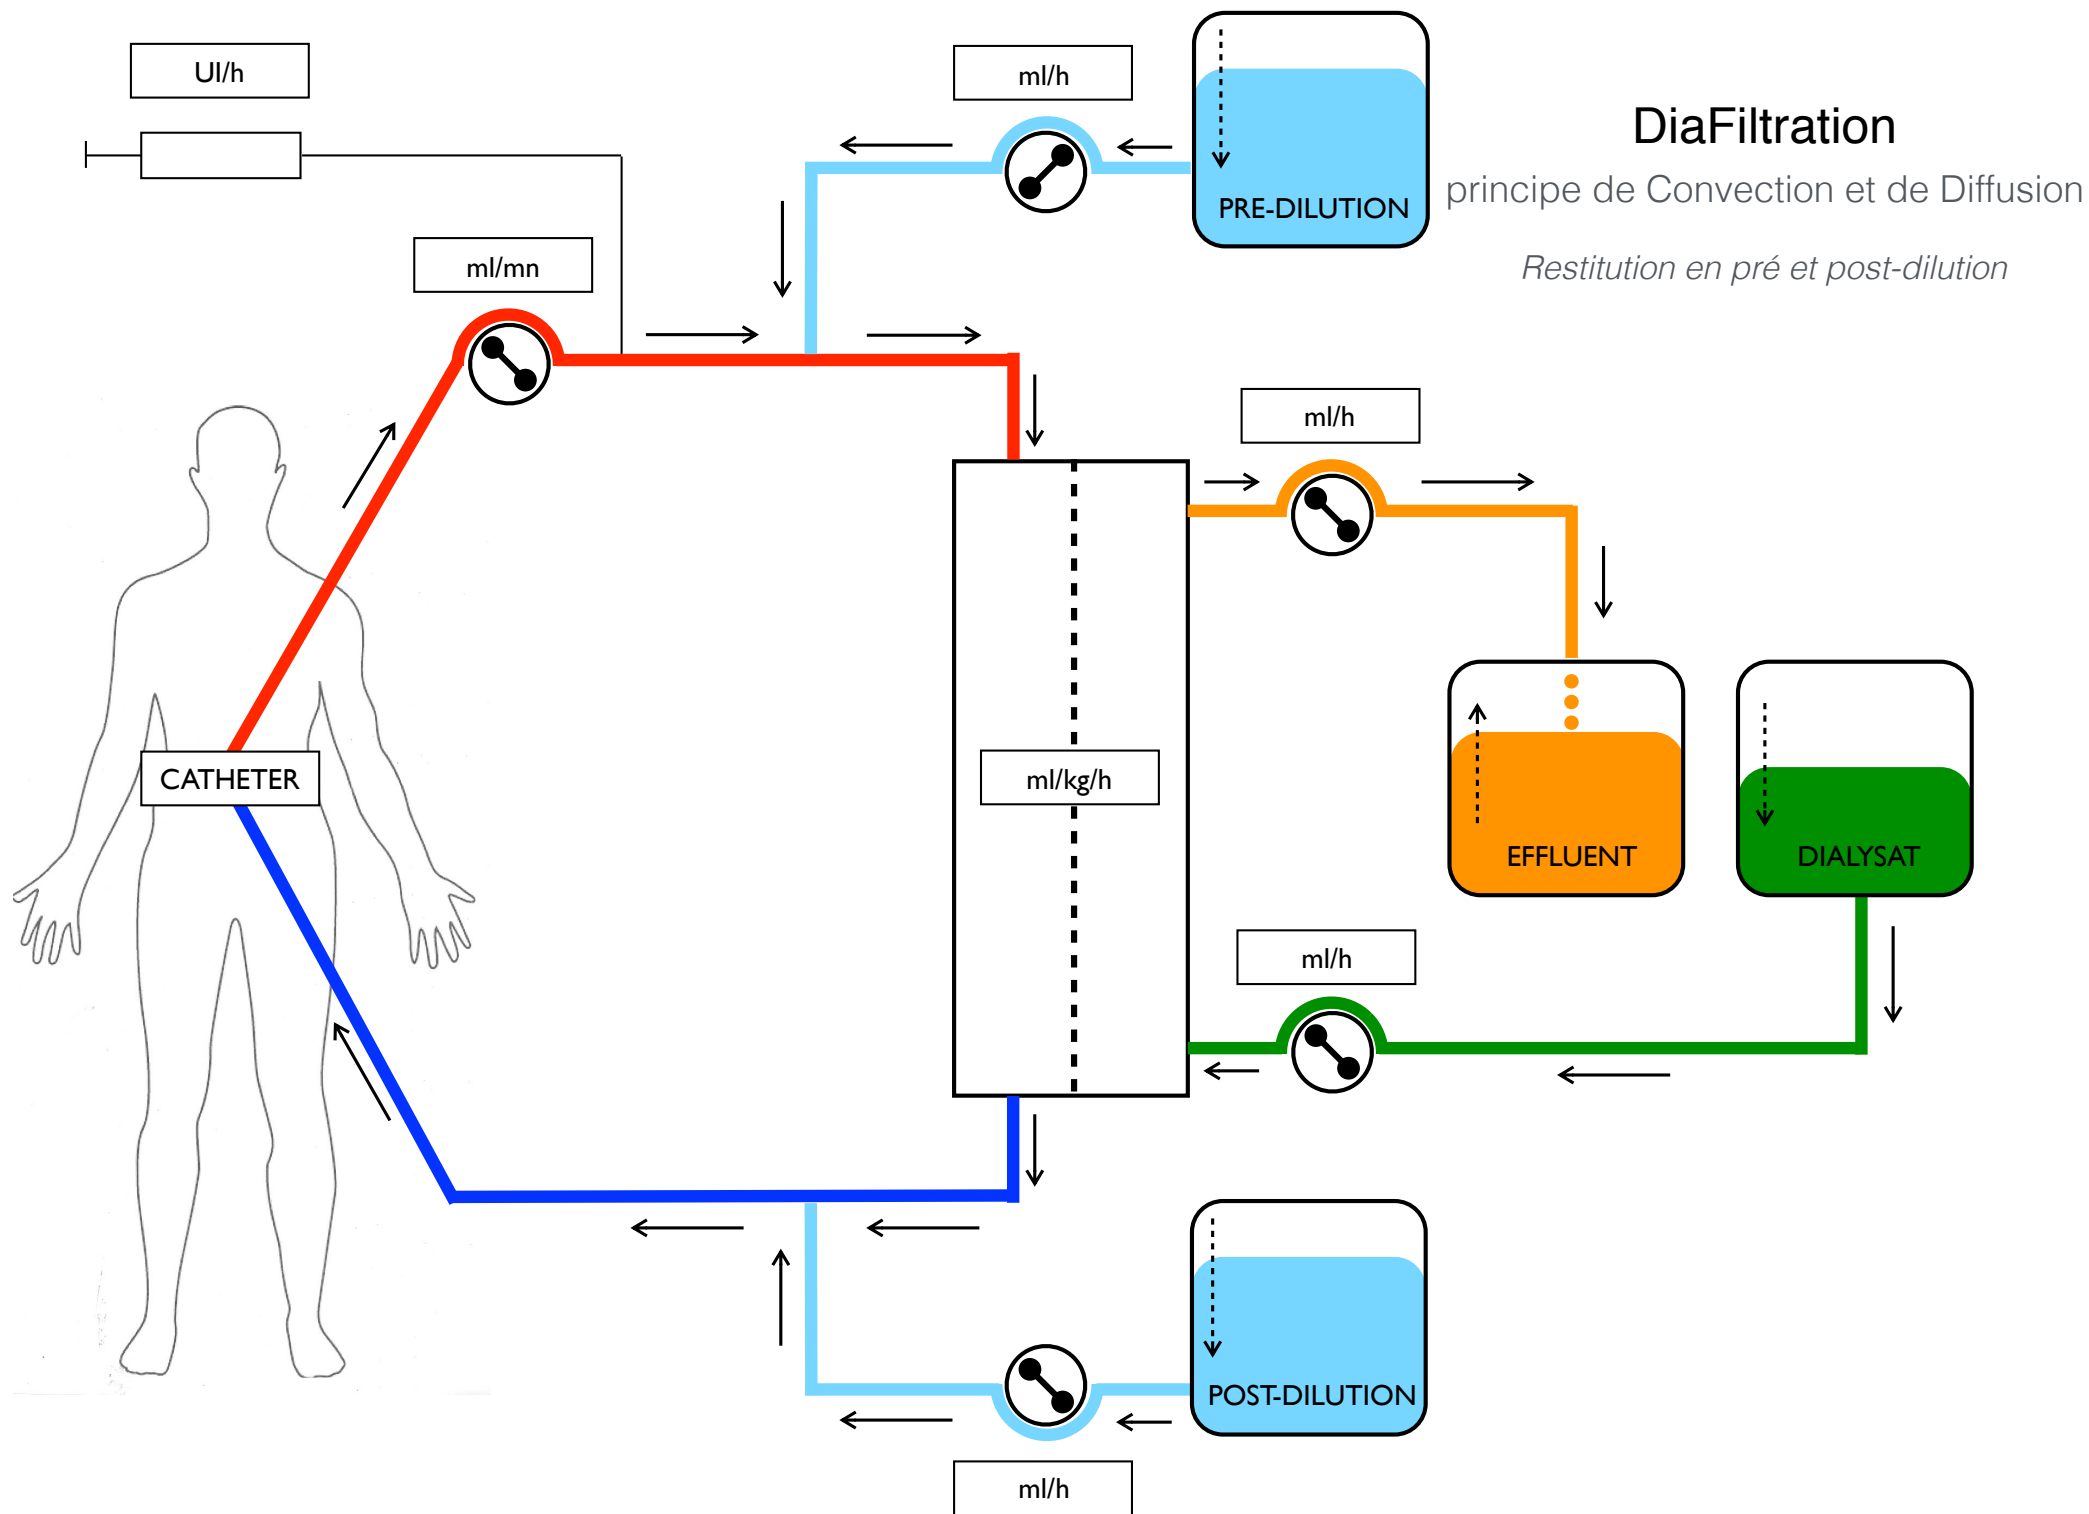 UI/h
ml/h
DiaFiltration
principe de Convection et de Diffusion
PRE-DILUTION
Restitution en pré et post-dilution
ml/mn
ml/h
CATHETER
ml/kg/h
EFFLUENT
DIALYSAT
ml/h
POST-DILUTION
ml/h